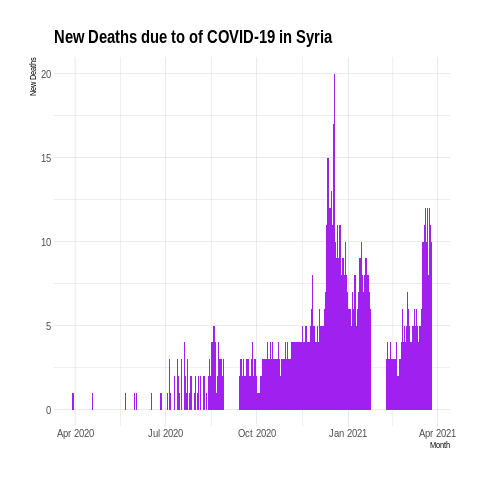 New Deaths due to of COVID-19 in Syria
New Deaths
20
15
10
5
0
Apr 2020 Jul 2020 Oct 2020 Jan 2021 Apr 2021
Month